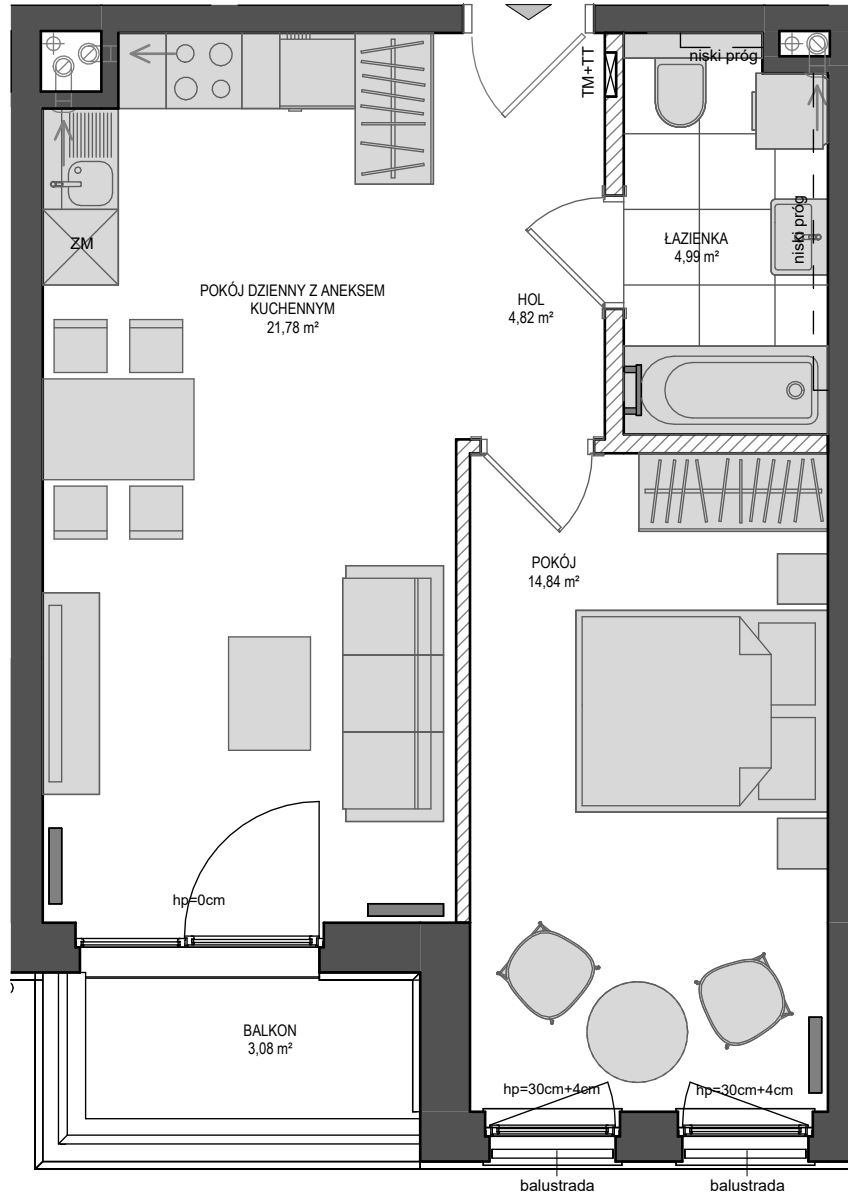 niski próg
TM+TT
ZM
ŁAZIENKA
4,99 m²
niski próg
POKÓJ DZIENNY Z ANEKSEM
KUCHENNYM
21,78 m²
HOL
4,82 m²
POKÓJ
14,84 m²
hp=0cm
BALKON
3,08 m²
hp=30cm+4cm
hp=30cm+4cm
balustrada
balustrada